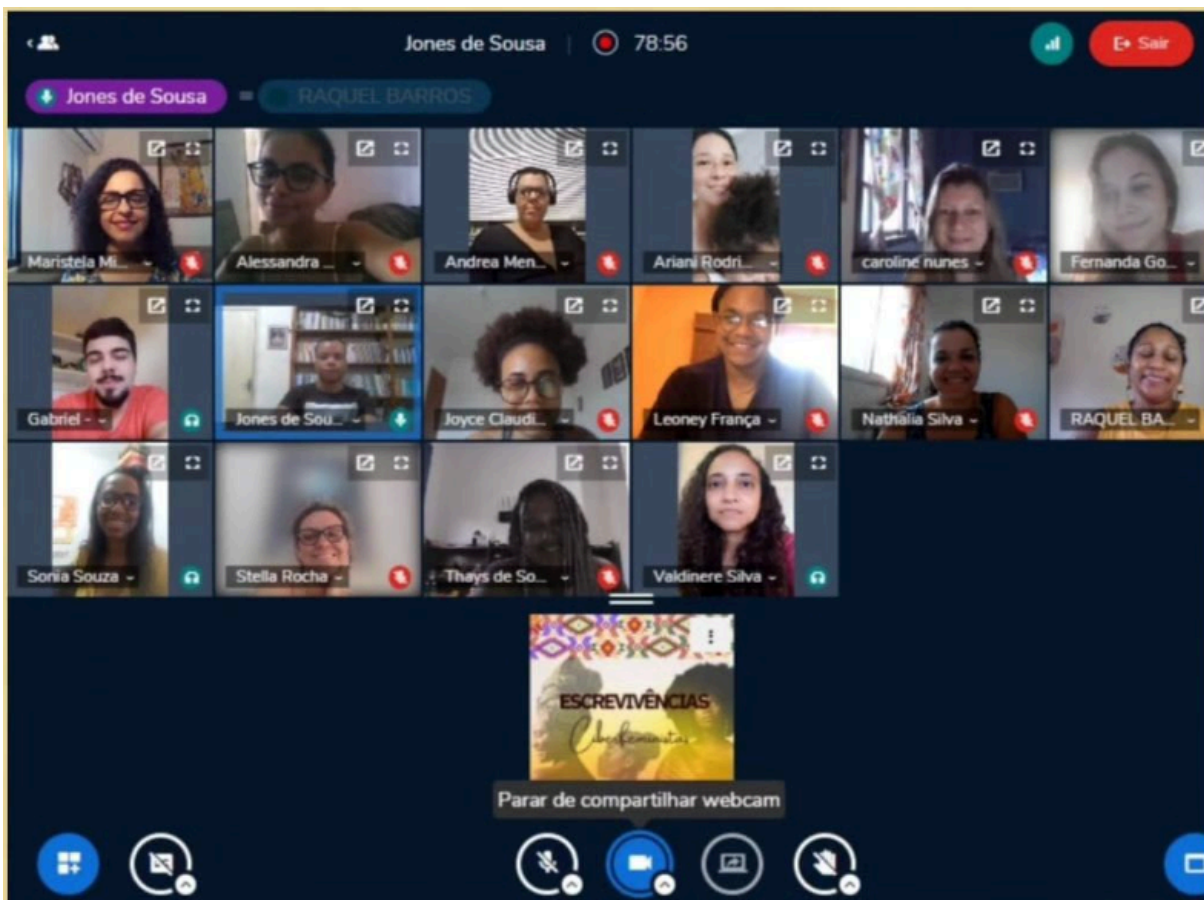 Jones de Sousa
78:56
Sair
Jones de Sousa
RAQUEL BARROS
Maristela Mi...
Alessandra ...
Andrea Men...
Ariani Rodri...
caroline nunes
Fernanda Go...
Gabriel -
Jones de Sou...
Joyce Claudi...
Leoney França
Nathália Silva
RAQUEL BA...
Sonia Souza
Stella Rocha
Thays de So...
Valdinere Silva
ESCREVIVÊNCIAS
Ciberfeministas
Parar de compartilhar webcam